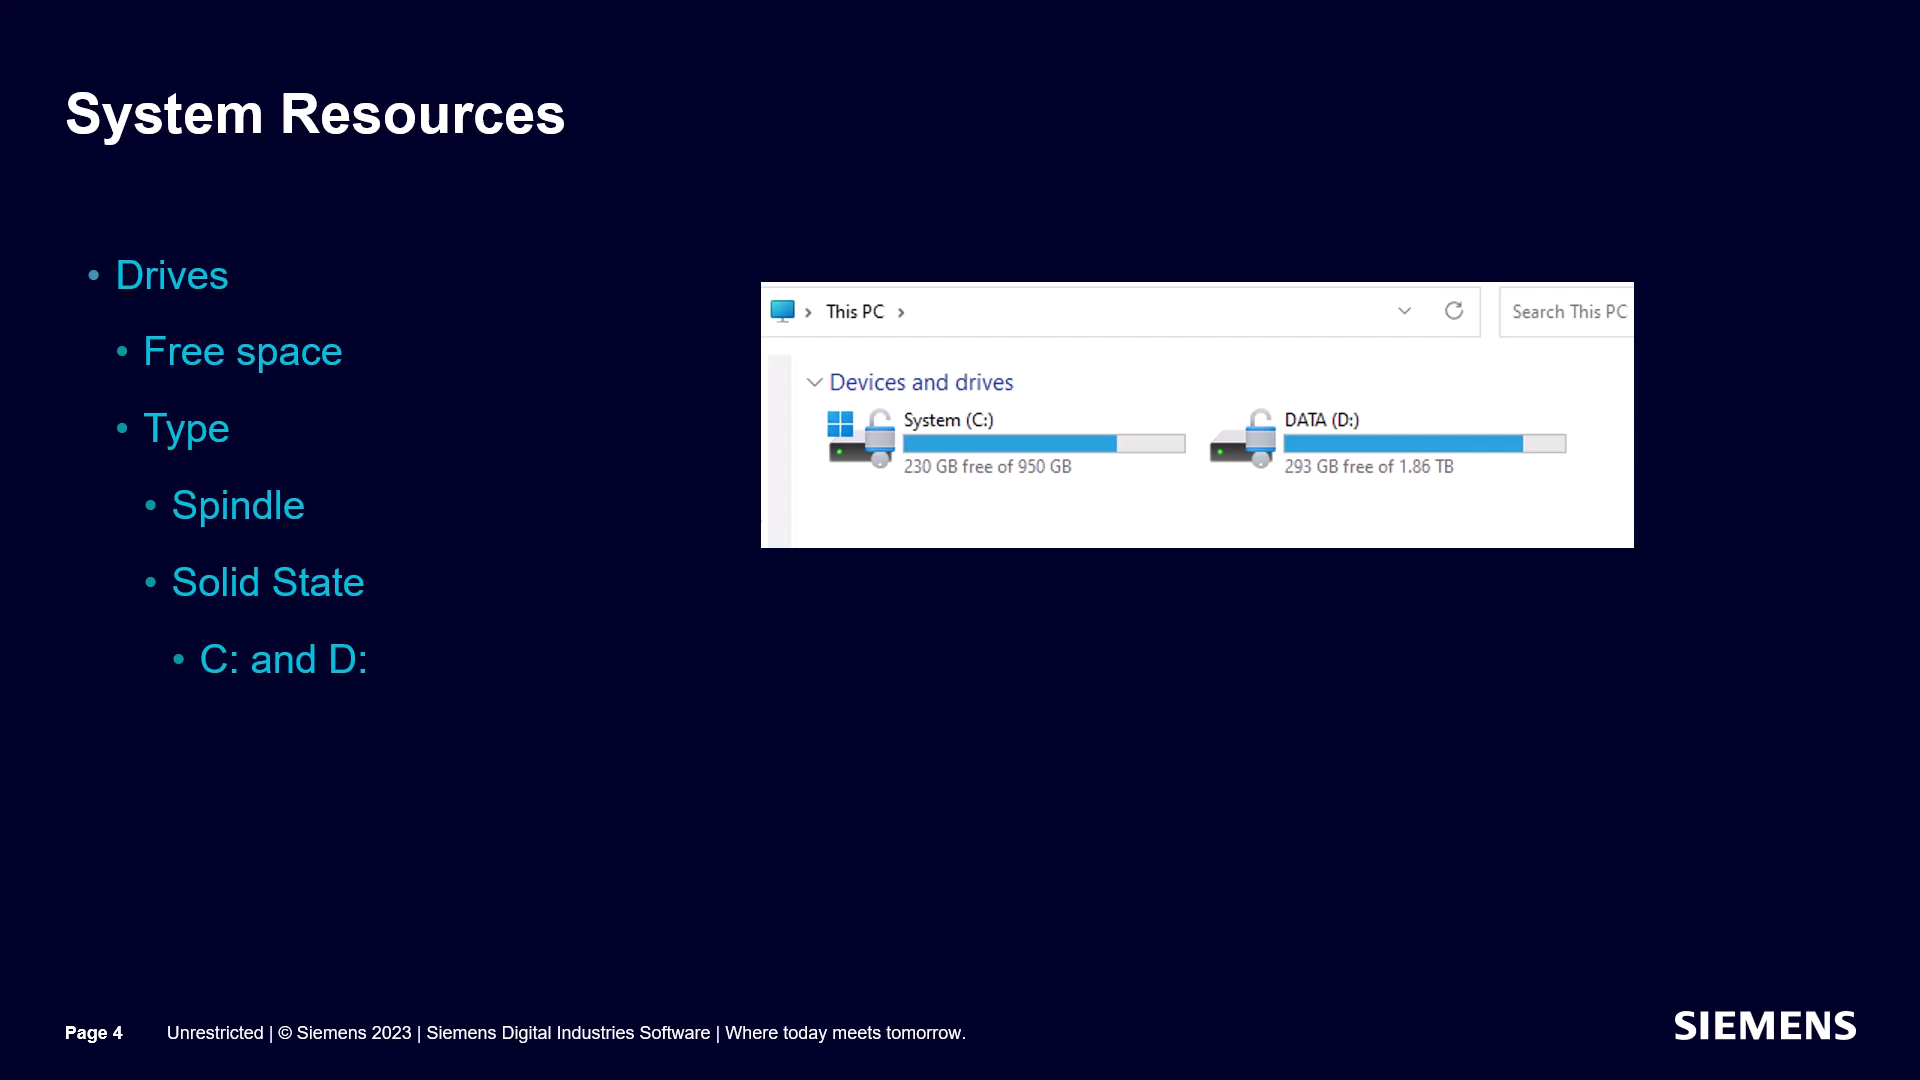 System Resources
• Drives
• Free space
• Type
• Spindle
• Solid State
• C: and D:
This PC
Search This PC
Devices and drives
System (C:)
230 GB free of 950 GB
DATA (D:)
293 GB free of 1.86 TB
Page 4 Unrestricted | © Siemens 2023 | Siemens Digital Industries Software | Where today meets tomorrow.
SIEMENS